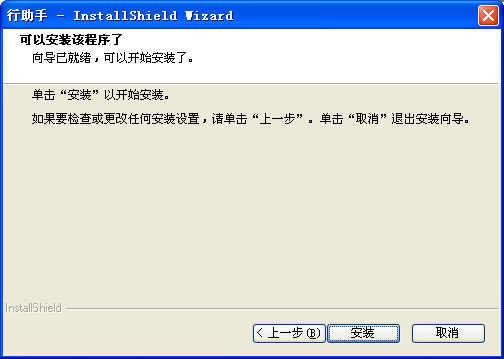 行助手 - InstallShield Wizard
可以安装该程序了
向导已就绪，可以开始安装了。
单击“安装”以开始安装。
如果要检查或更改任何安装设置，请单击“上一步”。单击“取消”退出安装向导。
InstallShield
< 上一步(B) 安装 取消